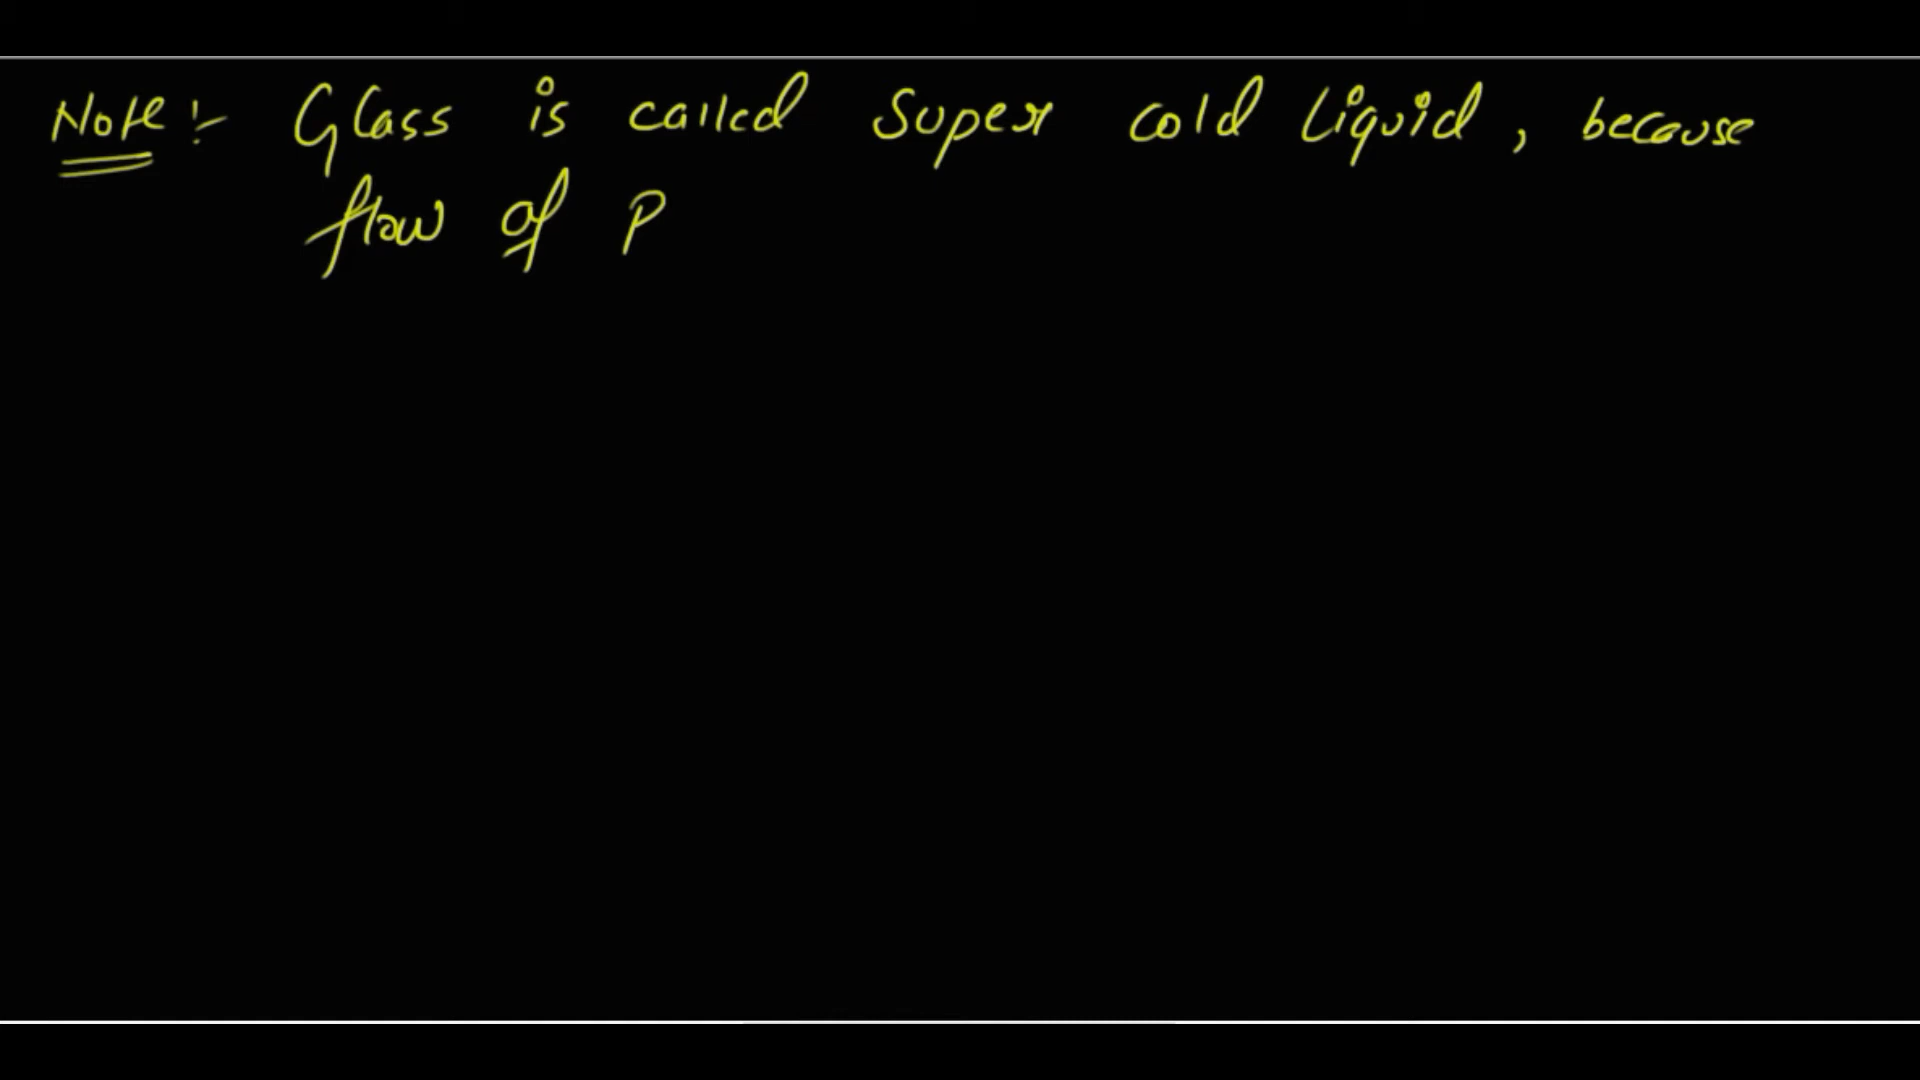 Note :- Glass is called Super cold Liquid, because
flow of P